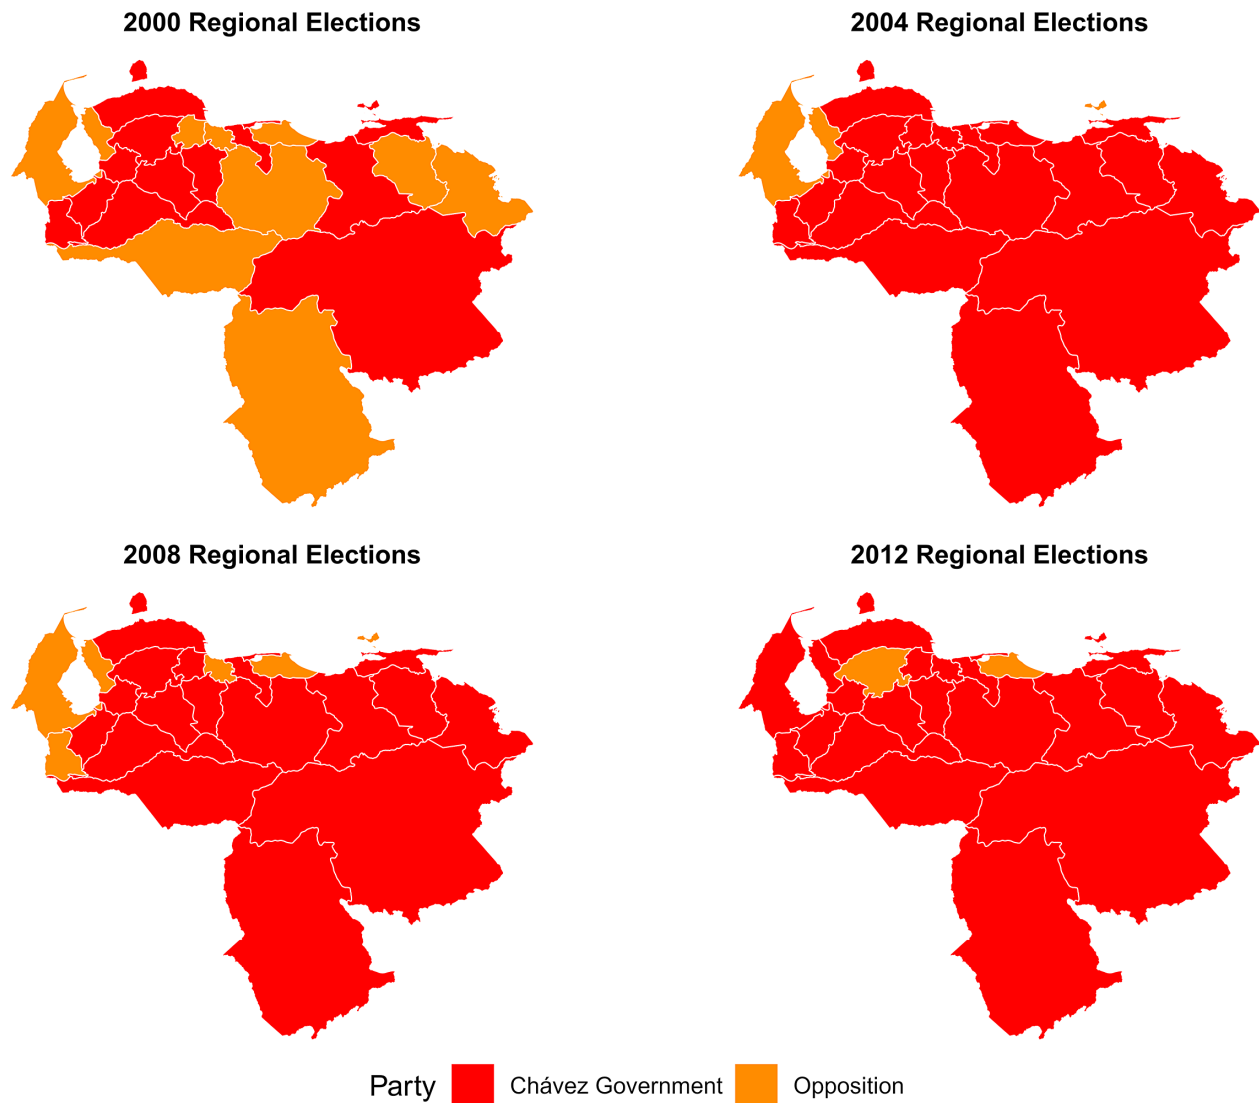 2000 Regional Elections
2004 Regional Elections
2008 Regional Elections
2012 Regional Elections
Party Chávez Government Opposition